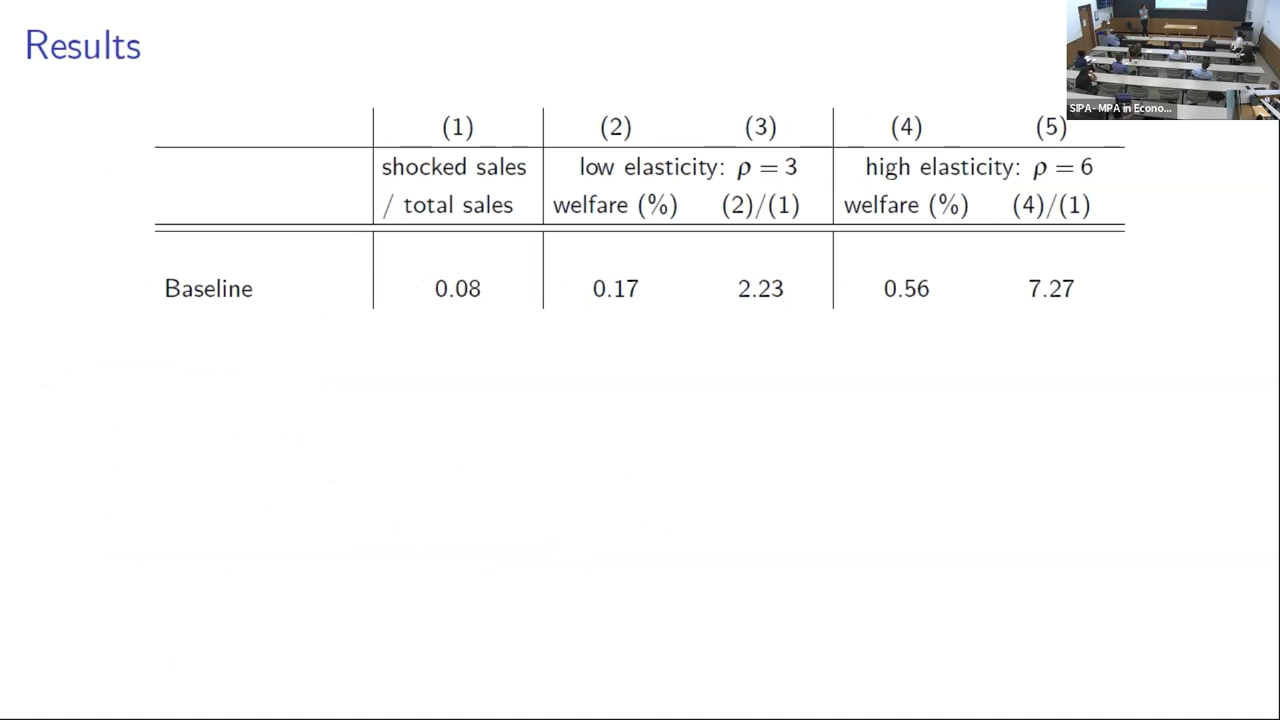 Results
SIPA- MPA in Econo...
(1) (2) (3) (4) (5)
shocked sales low elasticity: ρ = 3 high elasticity: ρ = 6
/ total sales welfare (%) (2)/(1) welfare (%) (4)/(1)
Baseline 0.08 0.17 2.23 0.56 7.27